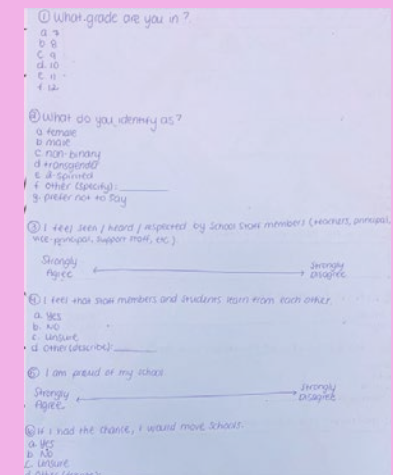 ① What grade are you in?
a 7
b 8
c 9
d. 10
e 11
f. 12
② What do you identify as?
a female
b male
c. non-binary
d transgender
e 2-spirited
f other (specify):
g. prefer not to say
③ I feel seen / heard / respected by school staff members (teachers, principal,
vice-principal, support staff, etc.)
Strongly Agree Strongly Disagree
④ I feel that staff members and students learn from each other.
a. yes
b. NO
c. unsure
d other (describe):
⑤ I am proud of my school
Strongly Agree Strongly Disagree
⑥ If I had the chance, I would move schools.
a yes
b No
c. unsure